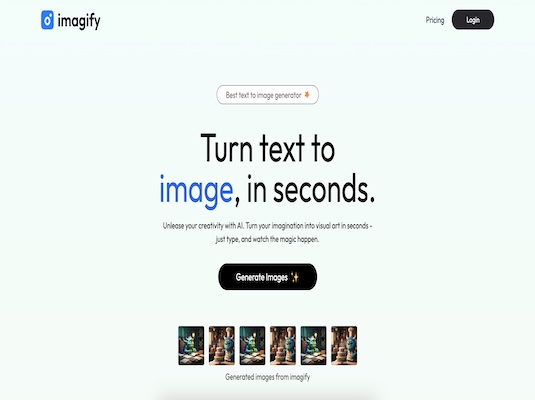 imagify
Pricing
Login
Best text to image generator
Turn text to
image, in seconds.
Unlease your creativity with AI. Turn your imagination into visual art in seconds -
just type, and watch the magic happen.
Generate Images ✨
Generated images from imagify